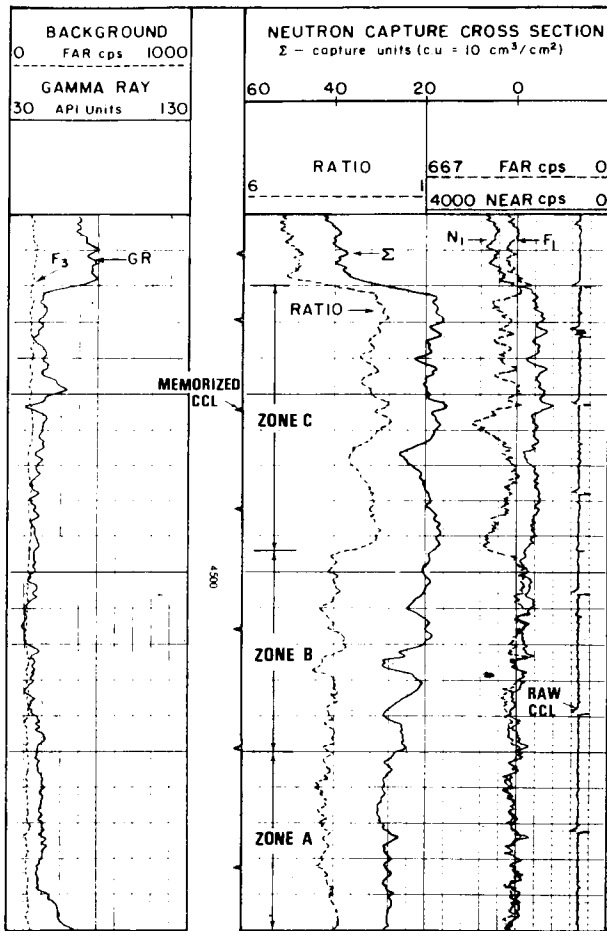 BACKGROUND
0 FAR cps 1000
GAMMA RAY
30 API Units 130
NEUTRON CAPTURE CROSS SECTION
Σ – capture units (c.u = 10 cm³/cm²)
60 40 20 0
RATIO
6 1
667 FAR cps 0
4000 NEAR cps 0
F₃
GR
Σ
N₁
F₁
RATIO
MEMORIZED
CCL
ZONE C
4500
ZONE B
RAW
CCL
ZONE A